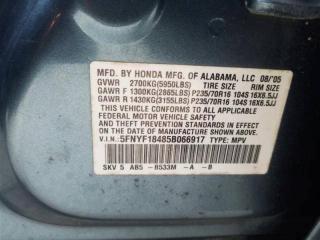 MFD. BY HONDA MFG. OF ALABAMA, LLC 08/'05
GVWR 2700KG(5950LBS) TIRE SIZE RIM SIZE
GAWR F 1300KG(2865LBS) P235/70R16 104S 16X6.5JJ
GAWR R 1430KG(3155LBS) P235/70R16 104S 16X6.5JJ
THIS VEHICLE CONFORMS TO ALL APPLICABLE
FEDERAL MOTOR VEHICLE SAFETY AND
THEFT PREVENTION STANDARDS IN EFFECT ON THE
DATE OF MANUFACTURE SHOWN ABOVE.
V.I.N.: 5FNYF18485B066917 TYPE: MPV
SKV 5 AB5 -B533M -A -B